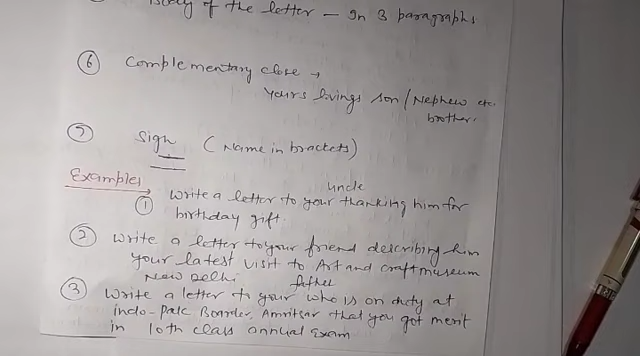 Body of the letter – In 3 paragraphs
⑥ Complementary close →
Yours livings son / Nephew etc.
brother.
⑦ Sign (Name in brackets)
Examples
uncle
① Write a letter to your thanking him for
birthday gift.
② Write a letter to your friend describing him
your latest visit to Art and craft museum
New Delhi.
father
③ Write a letter to your who is on duty at
Indo-Pak Boarder, Amritsar that you got merit
in 10th class annual Exam